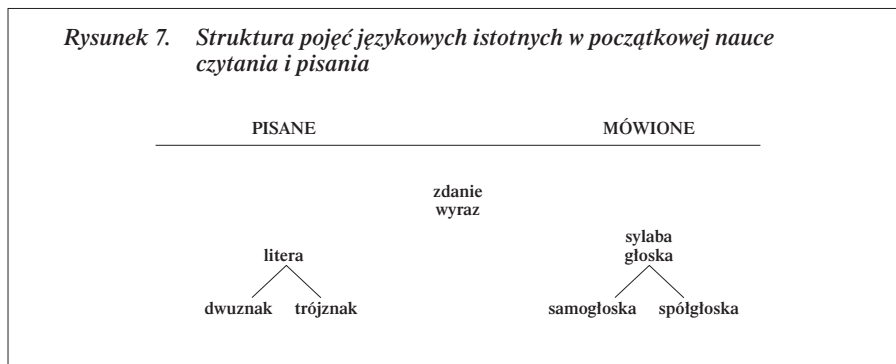 Rysunek 7. Struktura pojęć językowych istotnych w początkowej nauce
czytania i pisania
PISANE MÓWIONE
zdanie
wyraz
sylaba
litera głoska
dwuznak trójznak samogłoska spółgłoska